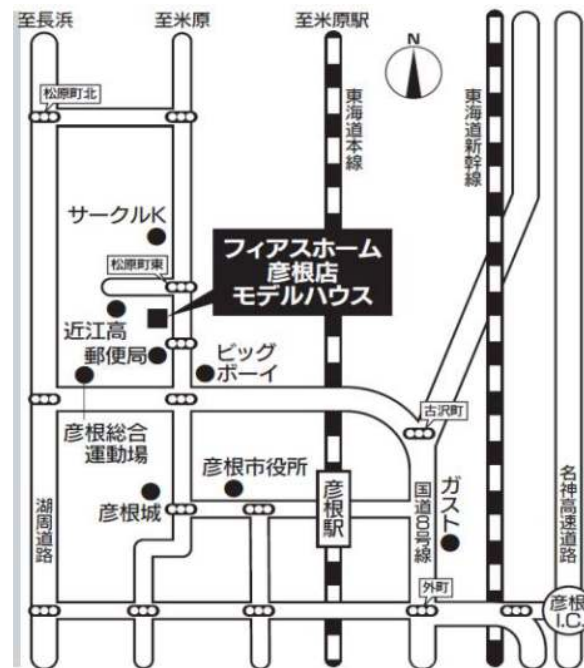 至長浜
至米原
至米原駅
N
松原町北
東海道本線
東海道新幹線
サークルK
フィアスホーム
彦根店
モデルハウス
松原町東
近江高
郵便局
ビッグ
ボーイ
古沢町
彦根総合
運動場
彦根市役所
彦根城
彦根駅
国道8号線
ガスト
湖周道路
名神高速道路
外町
彦根
I.C.